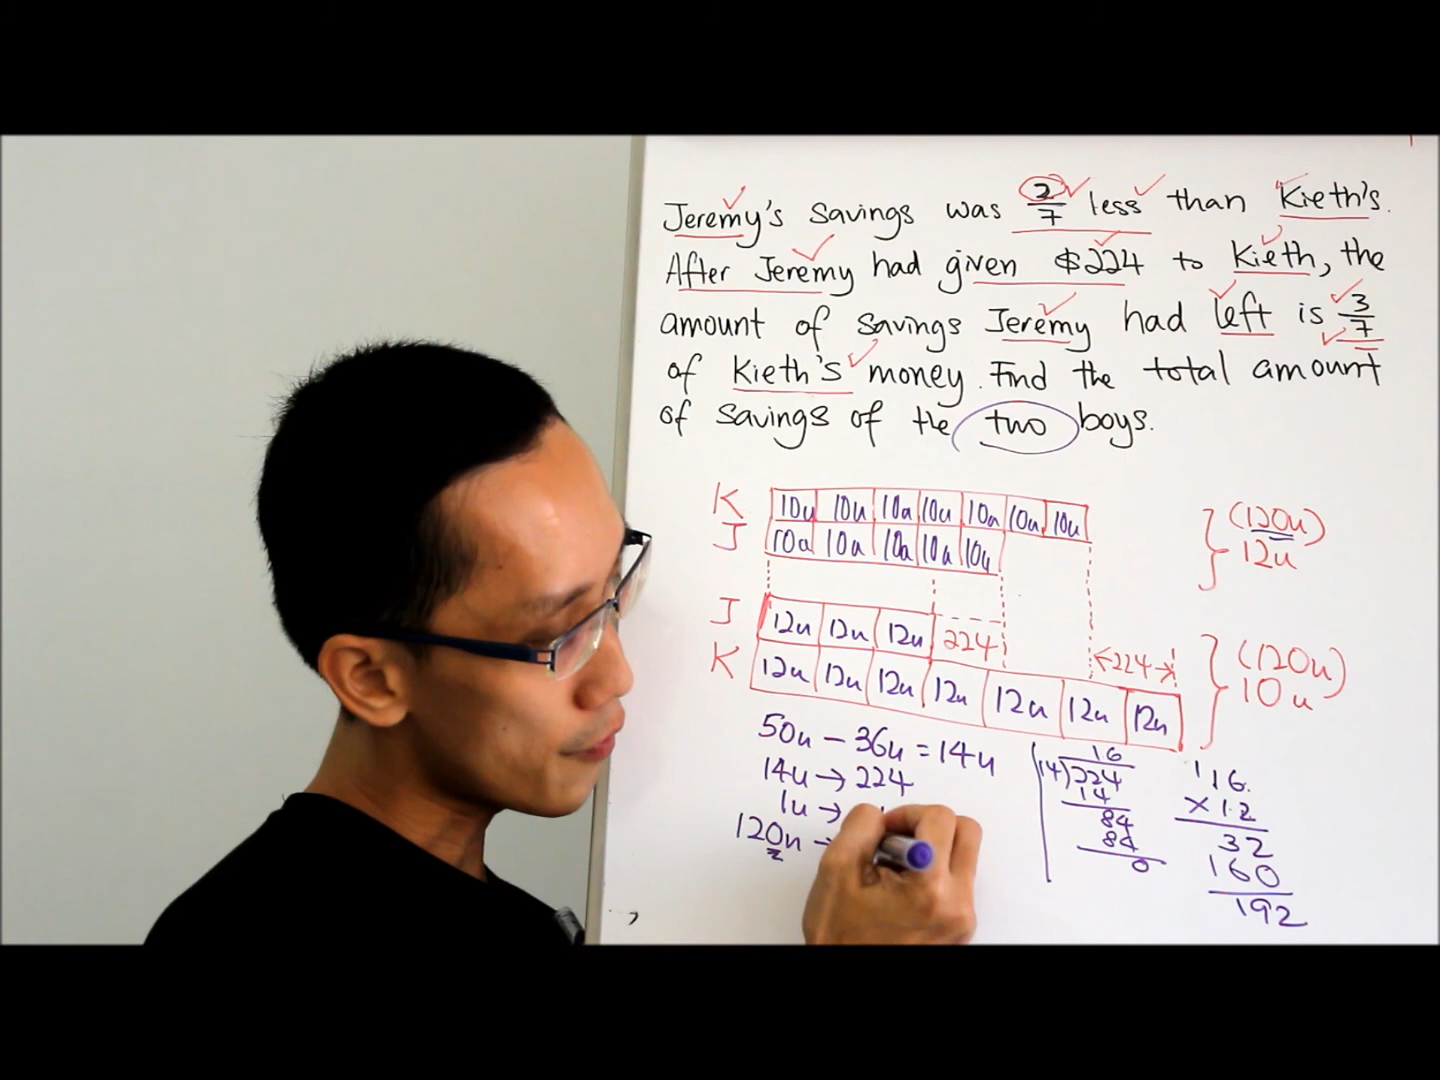 Jeremy's savings was 2/7 less than Kieth's.
After Jeremy had given $224 to Kieth, the
amount of savings Jeremy had left is 3/7
of Kieth's money. Find the total amount
of savings of the two boys.
K 10u 10u 10u 10u 10u 10u 10u
J 10u 10u 10u 10u 10u
(120u)
12u
J 12u 12u 12u 224
224
K 12u 12u 12u 12u 12u 12u 12u
(120u)
10u
50u - 36u = 14u
14u → 224
1u →
120u →
16
14)224
14
84
84
0
1
16
x 12
32
160
192